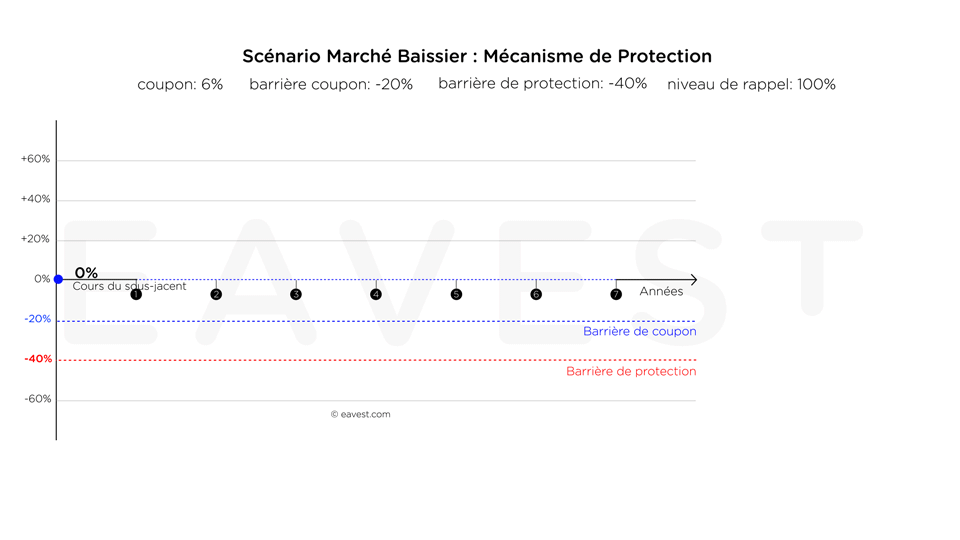 Scénario Marché Baissier : Mécanisme de Protection
coupon: 6% barrière coupon: -20% barrière de protection: -40% niveau de rappel: 100%
+60%
+40%
+20%
EAVEST
0%
0%
Cours du sous-jacent
1 2 3 4 5 6 7
Années
-20%
Barrière de coupon
-40%
Barrière de protection
-60%
© eavest.com